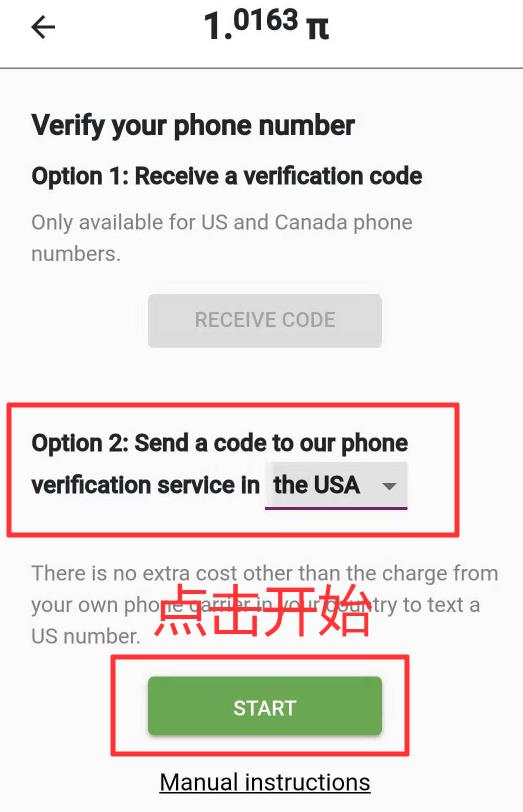 1.0163 π
Verify your phone number
Option 1: Receive a verification code
Only available for US and Canada phone
numbers.
RECEIVE CODE
Option 2: Send a code to our phone
verification service in the USA
There is no extra cost other than the charge from
your own phone carrier in your country to text a
US number.
点击开始
START
Manual instructions